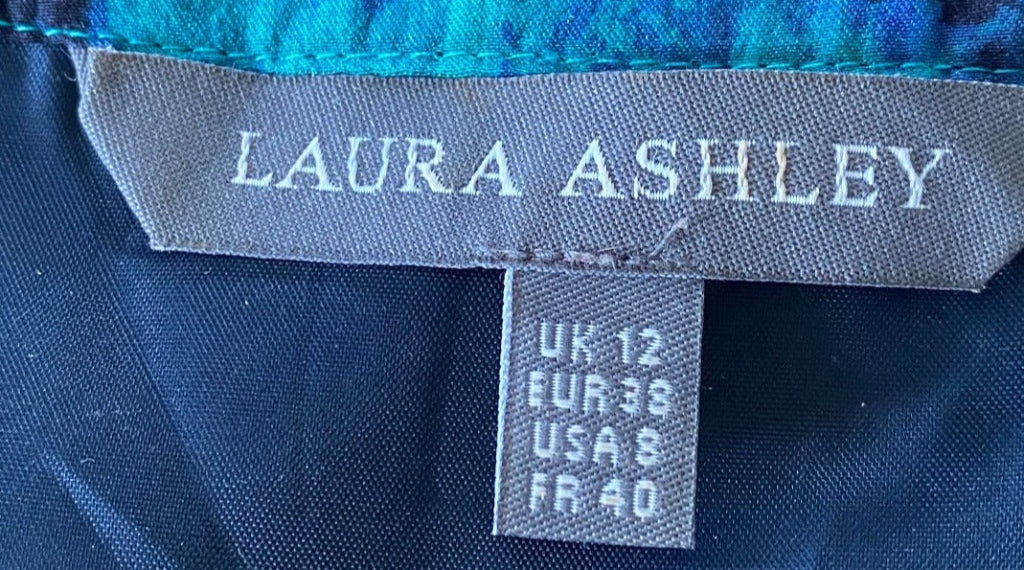 LAURA ASHLEY
UK 12
EUR 38
USA 8
FR 40